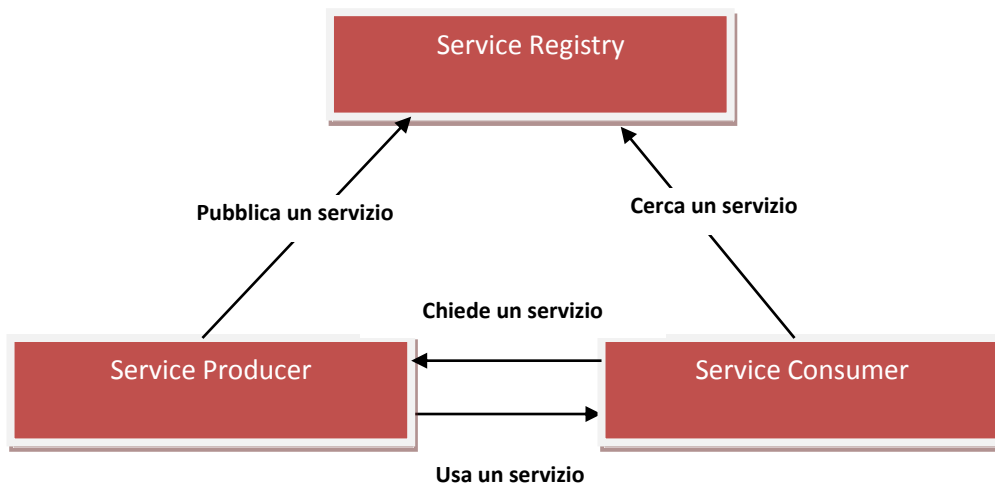 Service Registry
Pubblica un servizio
Cerca un servizio
Chiede un servizio
Service Producer
Service Consumer
Usa un servizio